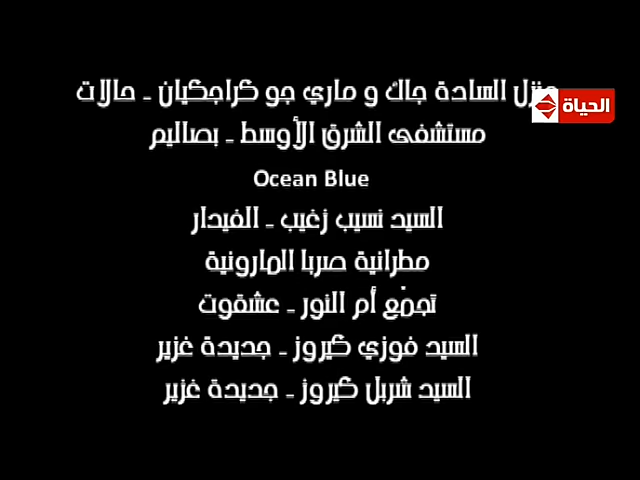 منزل السادة جاك و ماري جو كراجكيان - حالات
الحياة
مستشفى الشرق الأوسط - بصاليم
Ocean Blue
السيد نسيب زغيب - الفيدار
مطرانية صربا المارونية
تجمّع أم النور - عشقوت
السيد فوزي كيروز - جديدة غزير
السيد شربل كيروز - جديدة غزير